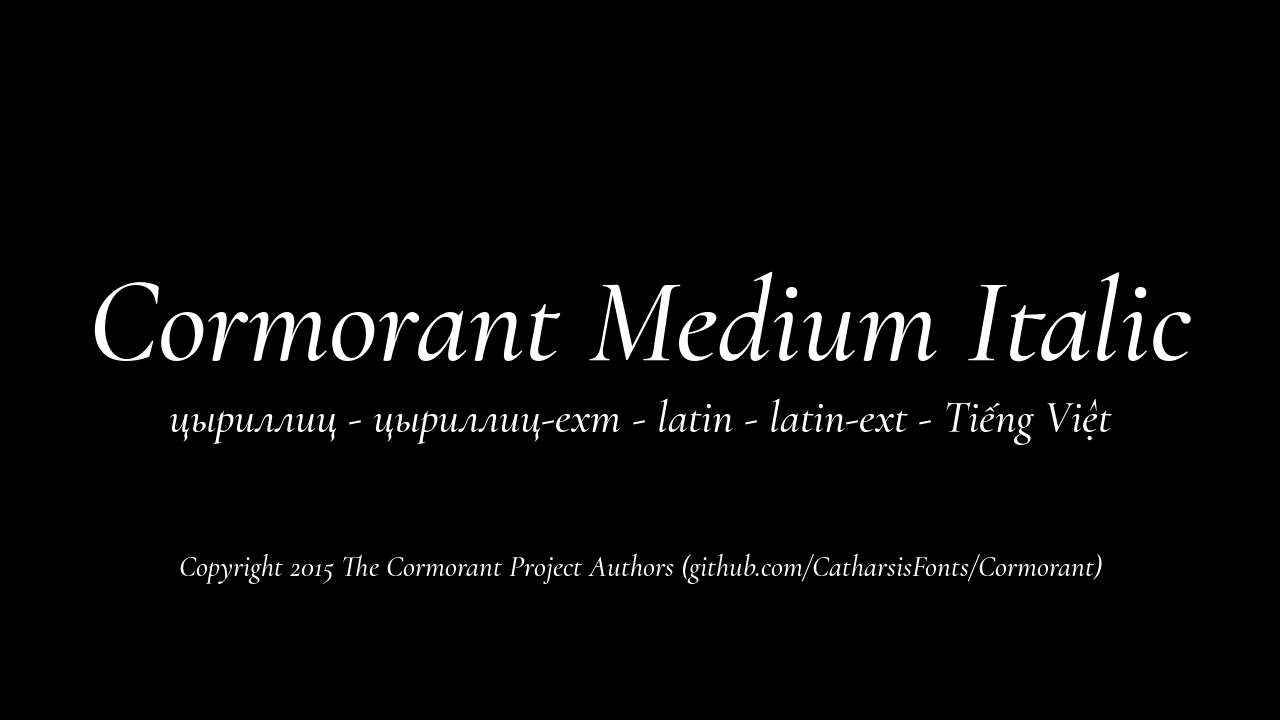 Cormorant Medium Italic
цыриллиц - цыриллиц-ехт - latin - latin-ext - Tiếng Việt
Copyright 2015 The Cormorant Project Authors (github.com/CatharsisFonts/Cormorant)